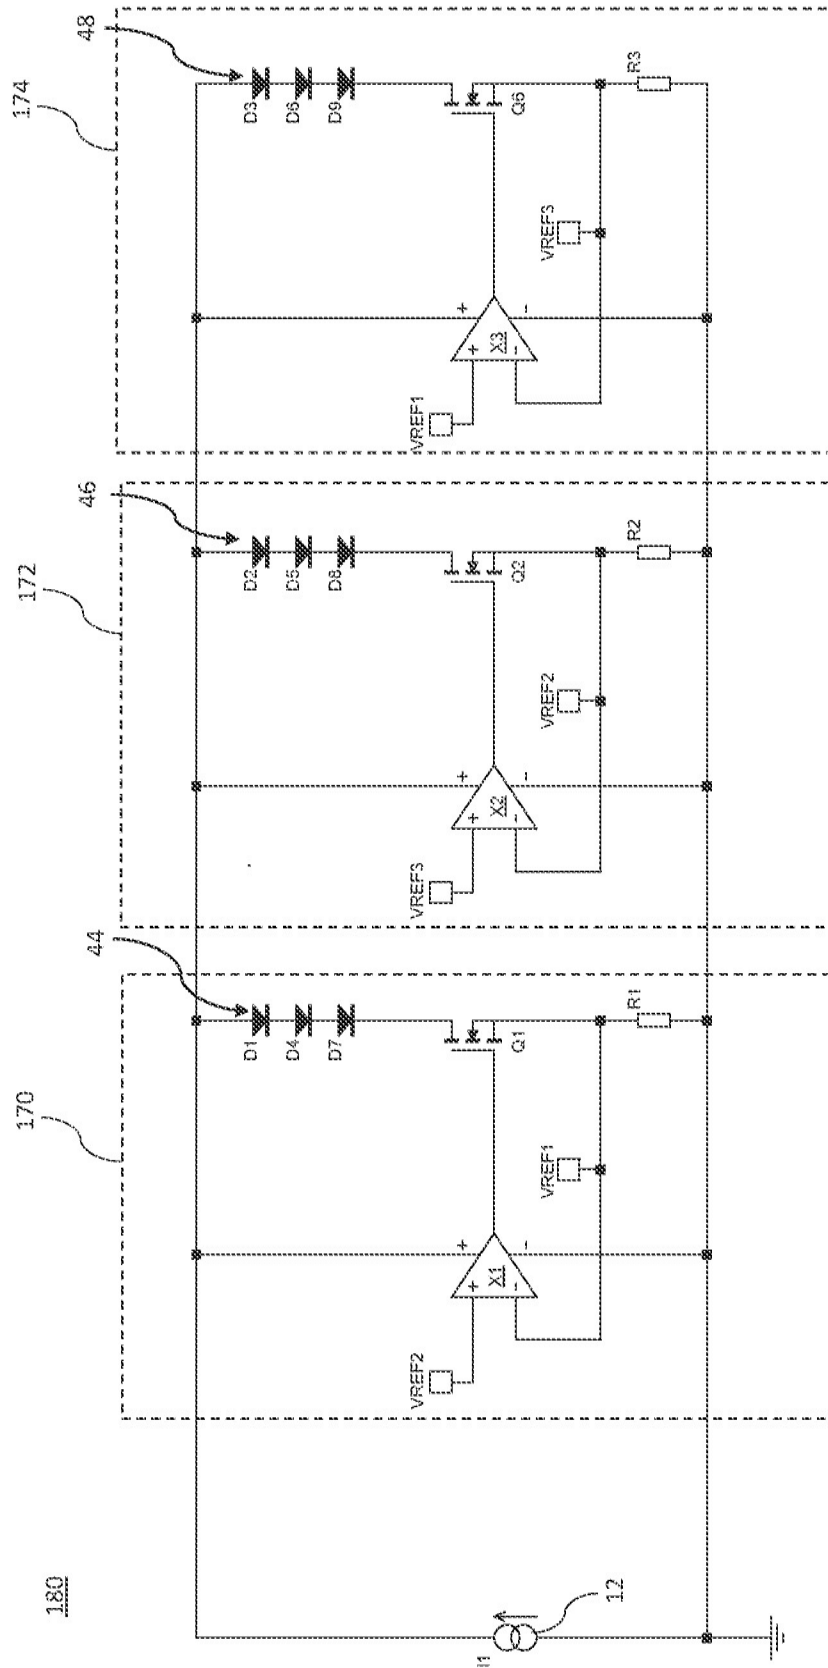 180
170
172
174
44
46
48
D1
D4
D7
D2
D5
D8
D3
D6
D9
VREF2
+
−
X1
+
−
Q1
VREF1
R1
VREF3
+
−
X2
+
−
Q2
VREF2
R2
VREF1
+
−
X3
+
−
Q6
VREF3
R3
I1
12